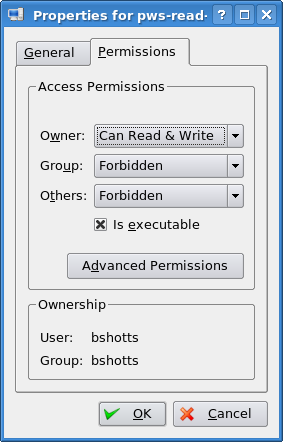 Properties for pws-read-
General Permissions
Access Permissions
Owner: Can Read & Write
Group: Forbidden
Others: Forbidden
Is executable
Advanced Permissions
Ownership
User: bshotts
Group: bshotts
OK Cancel